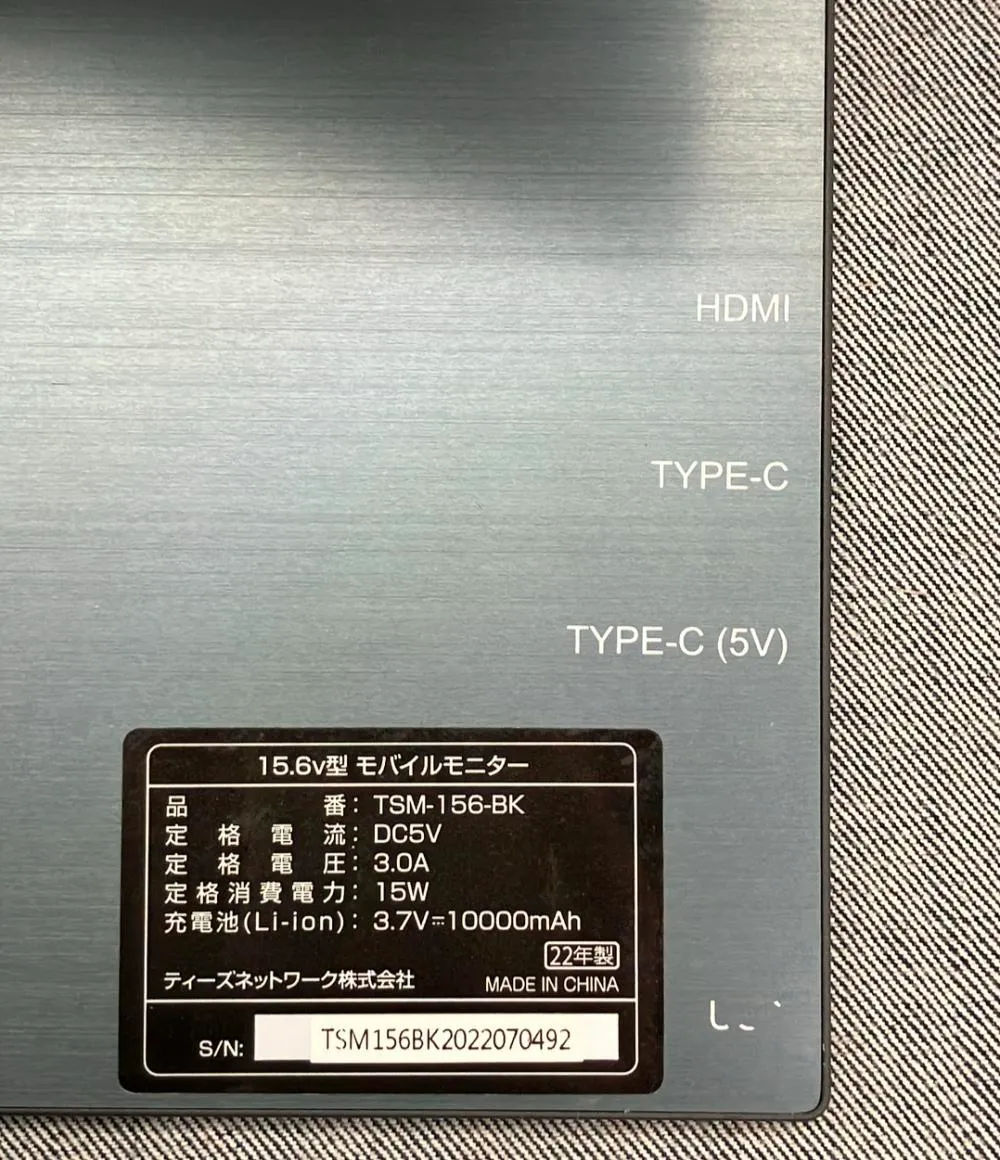 HDMI
TYPE-C
TYPE-C (5V)
15.6v型 モバイルモニター
品番： TSM-156-BK
定格電流： DC5V
定格電圧： 3.0A
定格消費電力： 15W
充電池(Li-ion)： 3.7V⎓10000mAh
22年製
ティーズネットワーク株式会社 MADE IN CHINA
S/N: TSM156BK2022070492